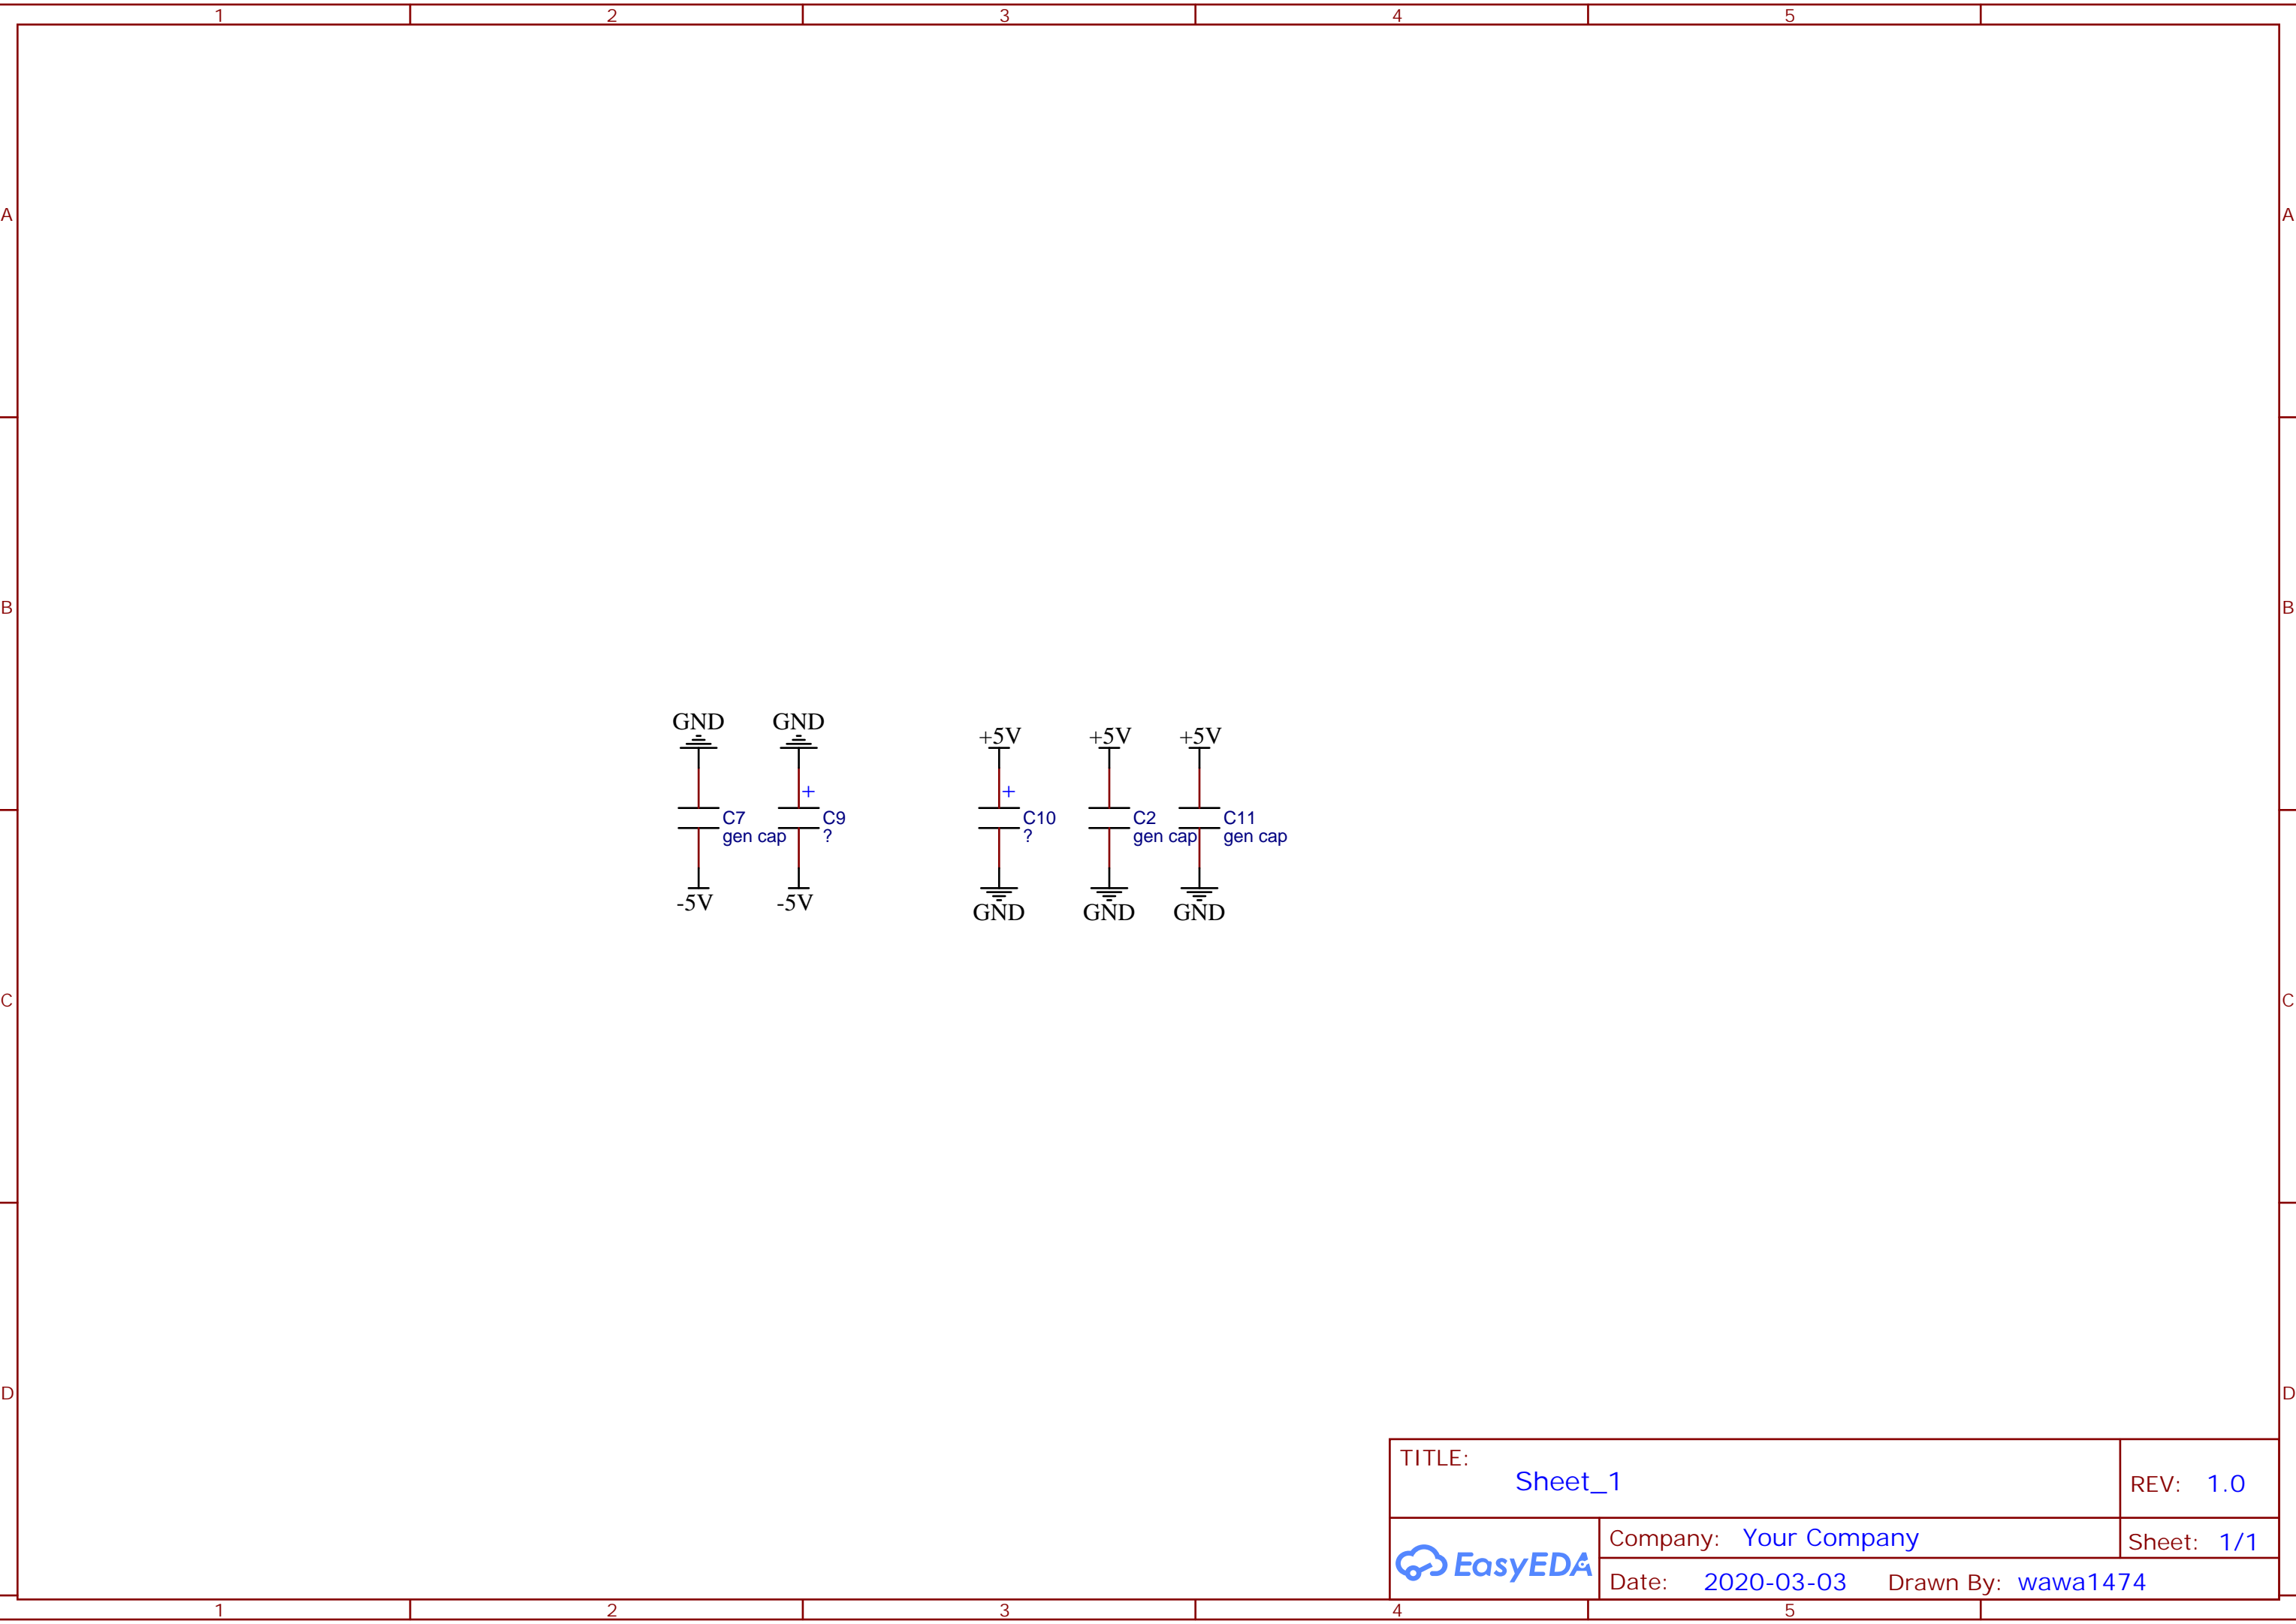 1 2 3 4 5
A A
B B
GND GND
+5V +5V +5V
+ +
C7 C9 C10 C2 C11
gen cap ? ? gen cap gen cap
-5V -5V
GND GND GND
C C
D D
TITLE:
Sheet_1
REV: 1.0
EasyEDA
Company: Your Company
Sheet: 1/1
Date: 2020-03-03 Drawn By: wawa1474
1 2 3 4 5